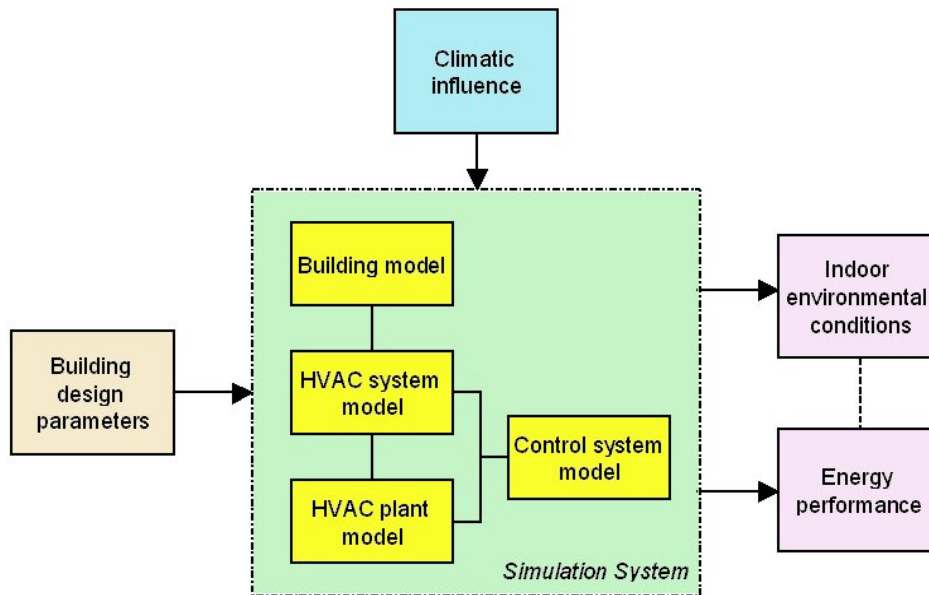 Climatic
influence
Building model
Indoor
environmental
conditions
Building
design
parameters
HVAC system
model
Control system
model
HVAC plant
model
Energy
performance
Simulation System